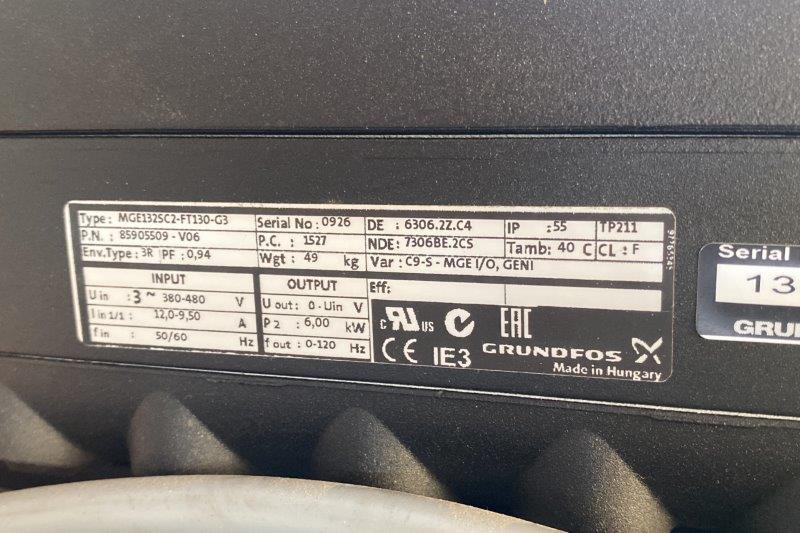 Type: MGE132SC2-FT130-G3
Serial No: 0926
DE : 6306.2Z.C4
IP :55
TP211
P.N. : 85905509 - V06
P.C. : 1527
NDE: 7306BE.2CS
Tamb: 40 C
CL: F
Env.Type: 3R
PF : 0,94
Wgt : 49 kg
Var : C9-S - MGE I/O, GENI
INPUT
U in : 3 ~ 380-480 V
I in 1/1 : 12,0-9,50 A
f in : 50/60 Hz
OUTPUT
U out: 0 - Uin V
P 2 : 6,00 kW
f out : 0-120 Hz
Eff:
c RU US C EAC
CE IE3 GRUNDFOS X
Made in Hungary
Serial
13
GRUN